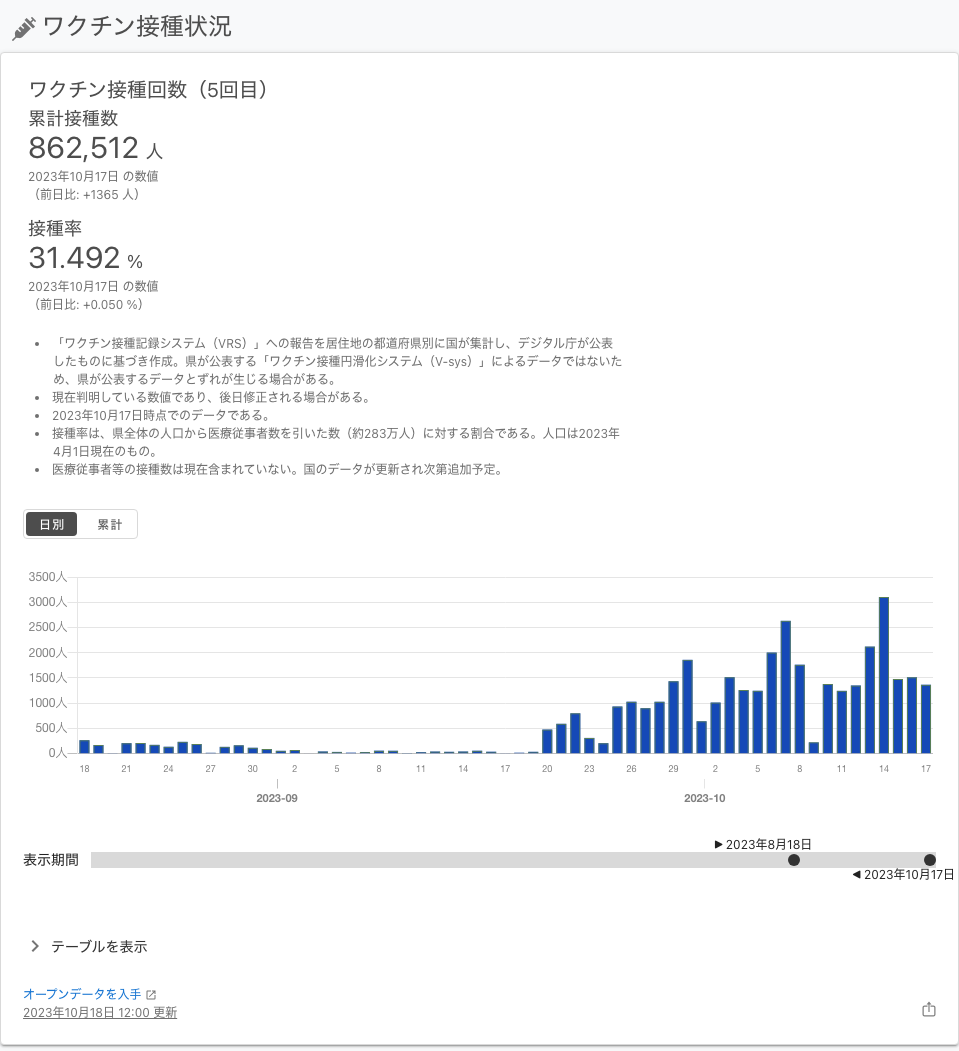 ワクチン接種状況
ワクチン接種回数（5回目）
累計接種数
862,512 人
2023年10月17日 の数値
（前日比: +1365 人）
接種率
31.492 %
2023年10月17日 の数値
（前日比: +0.050 %）
• 「ワクチン接種記録システム（VRS）」への報告を居住地の都道府県別に国が集計し、デジタル庁が公表
したものに基づき作成。県が公表する「ワクチン接種円滑化システム（V-sys）」によるデータではないた
め、県が公表するデータとずれが生じる場合がある。
• 現在判明している数値であり、後日修正される場合がある。
• 2023年10月17日時点でのデータである。
• 接種率は、県全体の人口から医療従事者数を引いた数（約283万人）に対する割合である。人口は2023年
4月1日現在のもの。
• 医療従事者等の接種数は現在含まれていない。国のデータが更新され次第追加予定。
日別 累計
3500人
3000人
2500人
2000人
1500人
1000人
500人
0人
18 21 24 27 30 2 5 8 11 14 17 20 23 26 29 2 5 8 11 14 17
2023-09 2023-10
▶ 2023年8月18日
表示期間
◀ 2023年10月17日
テーブルを表示
オープンデータを入手
2023年10月18日 12:00 更新